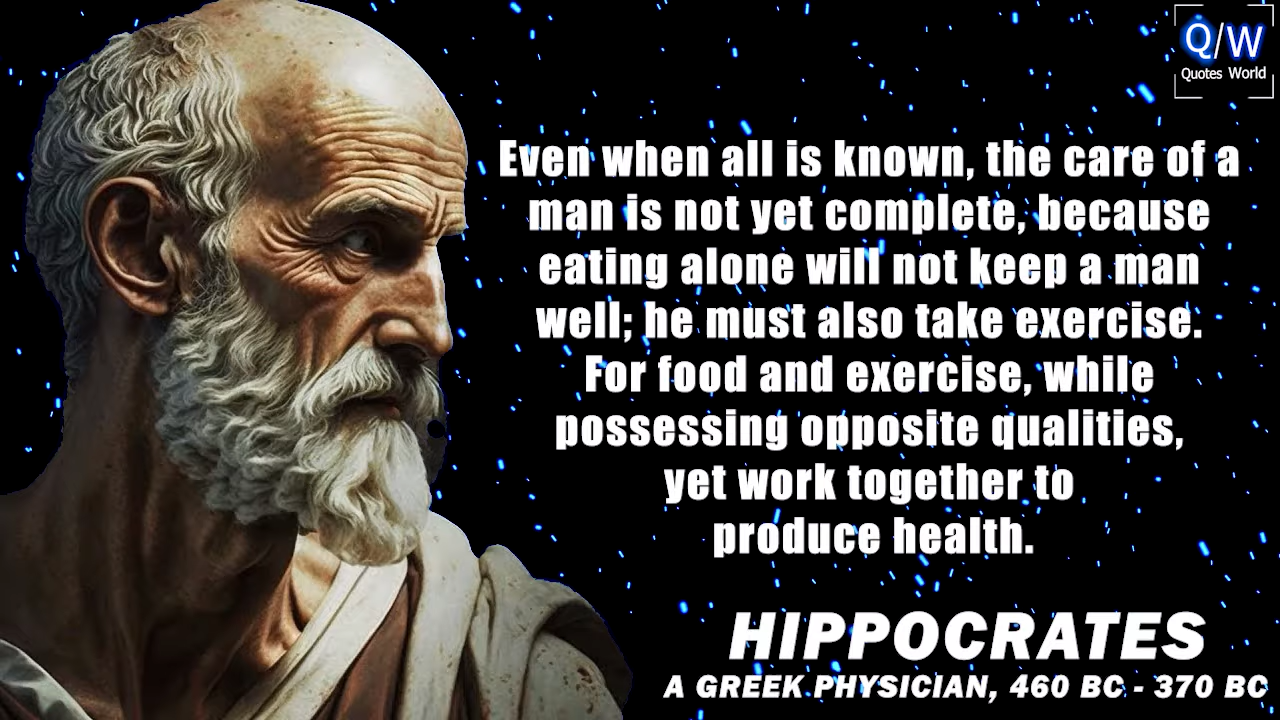 Q/W
Quotes World
Even when all is known, the care of a
man is not yet complete, because
eating alone will not keep a man
well; he must also take exercise.
For food and exercise, while
possessing opposite qualities,
yet work together to
produce health.
HIPPOCRATES
A GREEK PHYSICIAN, 460 BC - 370 BC